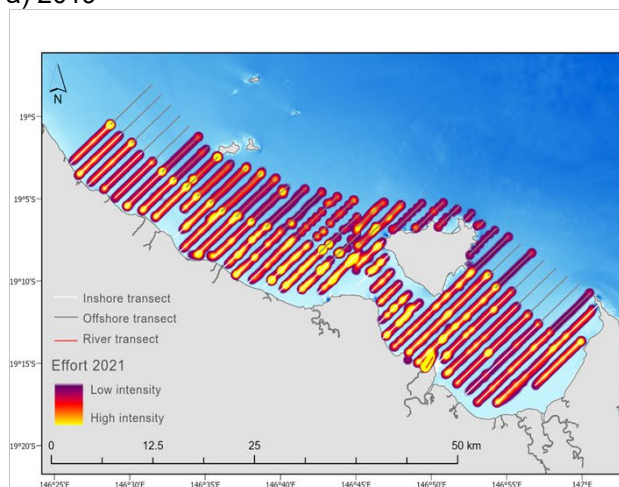 a) 2019
N
19°S
19°5'S
19°10'S
19°15'S
19°20'S
Inshore transect
Offshore transect
River transect
Effort 2021
Low intensity
High intensity
0 12.5 25 50 km
146°25'E 146°30'E 146°35'E 146°40'E 146°45'E 146°50'E 146°55'E 147°E